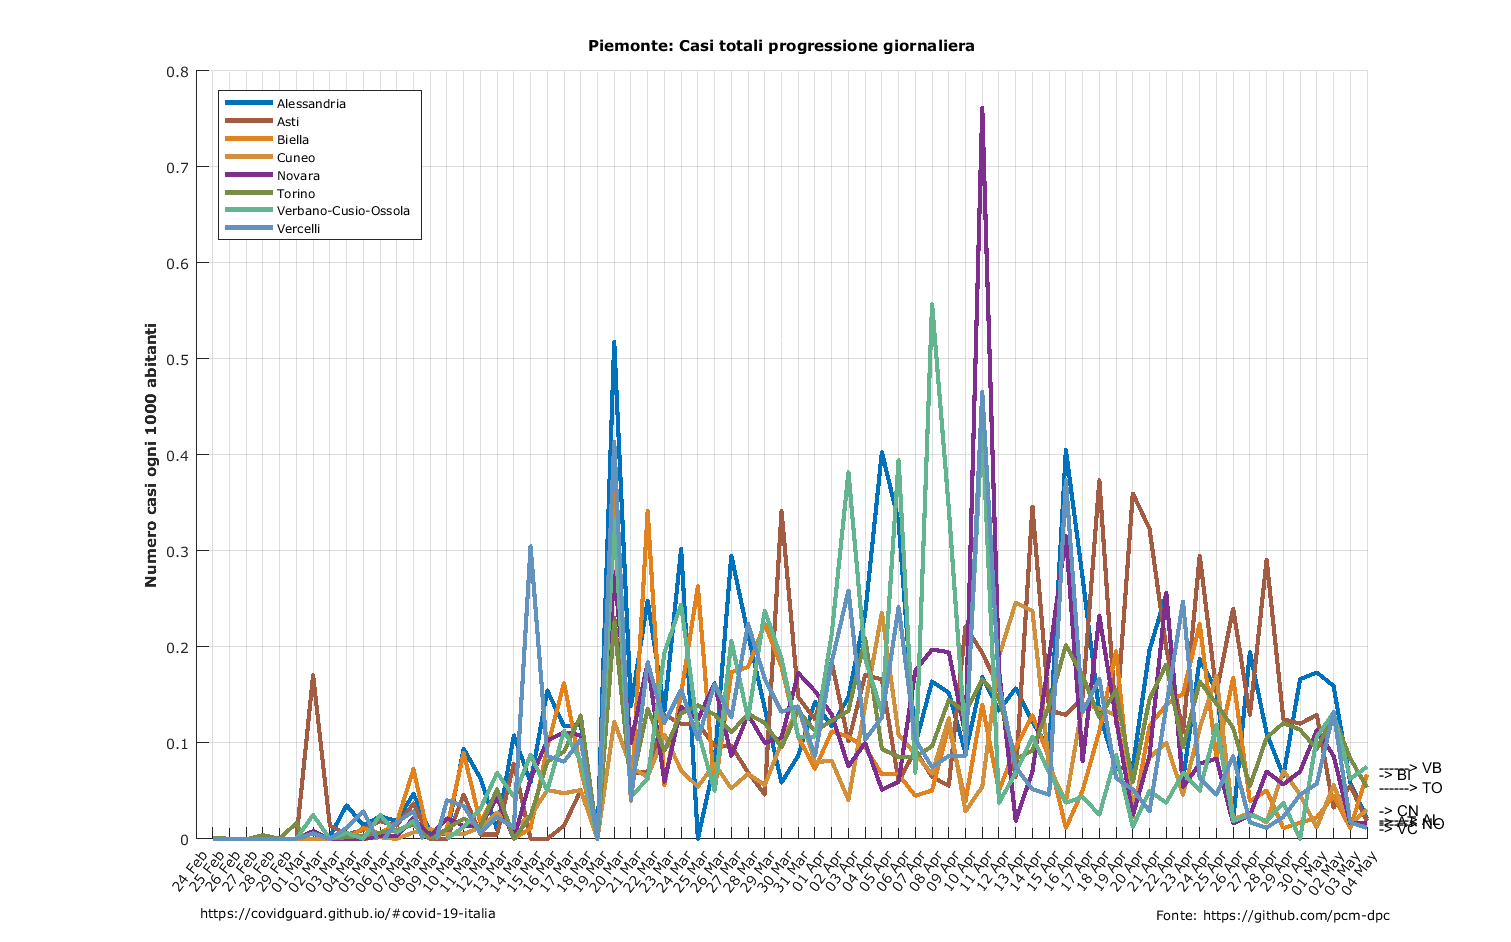 Piemonte: Casi totali progressione giornaliera
0.8
0.7
0.6
0.5
0.4
0.3
0.2
0.1
0
Numero casi ogni 1000 abitanti
Alessandria
Asti
Biella
Cuneo
Novara
Torino
Verbano-Cusio-Ossola
Vercelli
------> VB
-> BI
------> TO
-> CN
-> VC
24 Feb
25 Feb
26 Feb
27 Feb
28 Feb
29 Feb
01 Mar
02 Mar
03 Mar
04 Mar
05 Mar
06 Mar
07 Mar
08 Mar
09 Mar
10 Mar
11 Mar
12 Mar
13 Mar
14 Mar
15 Mar
16 Mar
17 Mar
18 Mar
19 Mar
20 Mar
21 Mar
22 Mar
23 Mar
24 Mar
25 Mar
26 Mar
27 Mar
28 Mar
29 Mar
30 Mar
31 Mar
01 Apr
02 Apr
03 Apr
04 Apr
05 Apr
06 Apr
07 Apr
08 Apr
09 Apr
10 Apr
11 Apr
12 Apr
13 Apr
14 Apr
15 Apr
16 Apr
17 Apr
18 Apr
19 Apr
20 Apr
21 Apr
22 Apr
23 Apr
24 Apr
25 Apr
26 Apr
27 Apr
28 Apr
29 Apr
30 Apr
01 May
02 May
03 May
04 May
https://covidguard.github.io/#covid-19-italia
Fonte: https://github.com/pcm-dpc